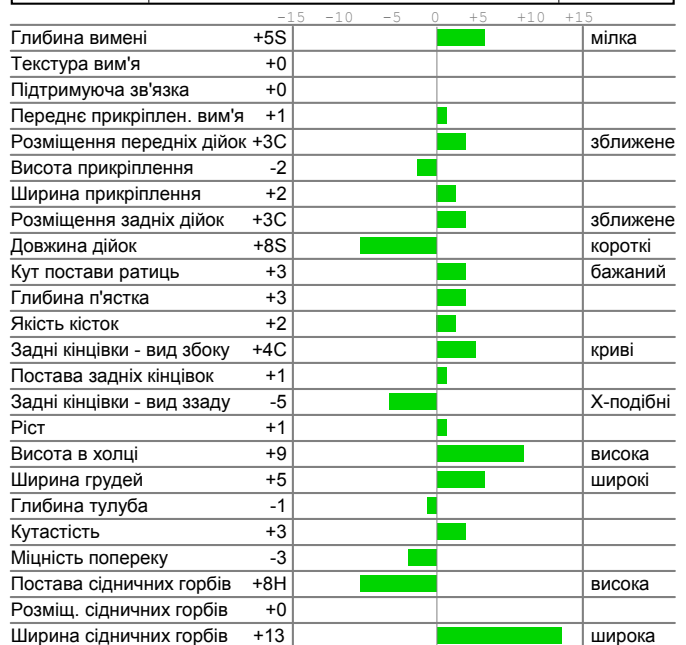 -15 -10 -5 0 +5 +10 +15
Глибина вимені +5S мілка
Текстура вим'я +0
Підтримуюча зв'язка +0
Переднє прикріплен. вим'я +1
Розміщення передніх дійок +3C зближене
Висота прикріплення -2
Ширина прикріплення +2
Розміщення задніх дійок +3C зближене
Довжина дійок +8S короткі
Кут постави ратиць +3 бажаний
Глибина п'ястка +3
Якість кісток +2
Задні кінцівки - вид збоку +4C криві
Постава задніх кінцівок +1
Задні кінцівки - вид ззаду -5 Х-подібні
Ріст +1
Висота в холці +9 висока
Ширина грудей +5 широкі
Глибина тулуба -1
Кутастість +3
Міцність попереку -3
Постава сідничних горбів +8H висока
Розміщ. сідничних горбів +0
Ширина сідничних горбів +13 широка